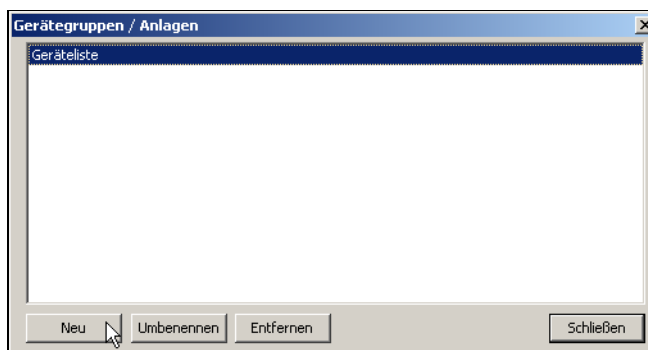 Gerätegruppen / Anlagen
Geräteliste
Neu Umbenennen Entfernen Schließen